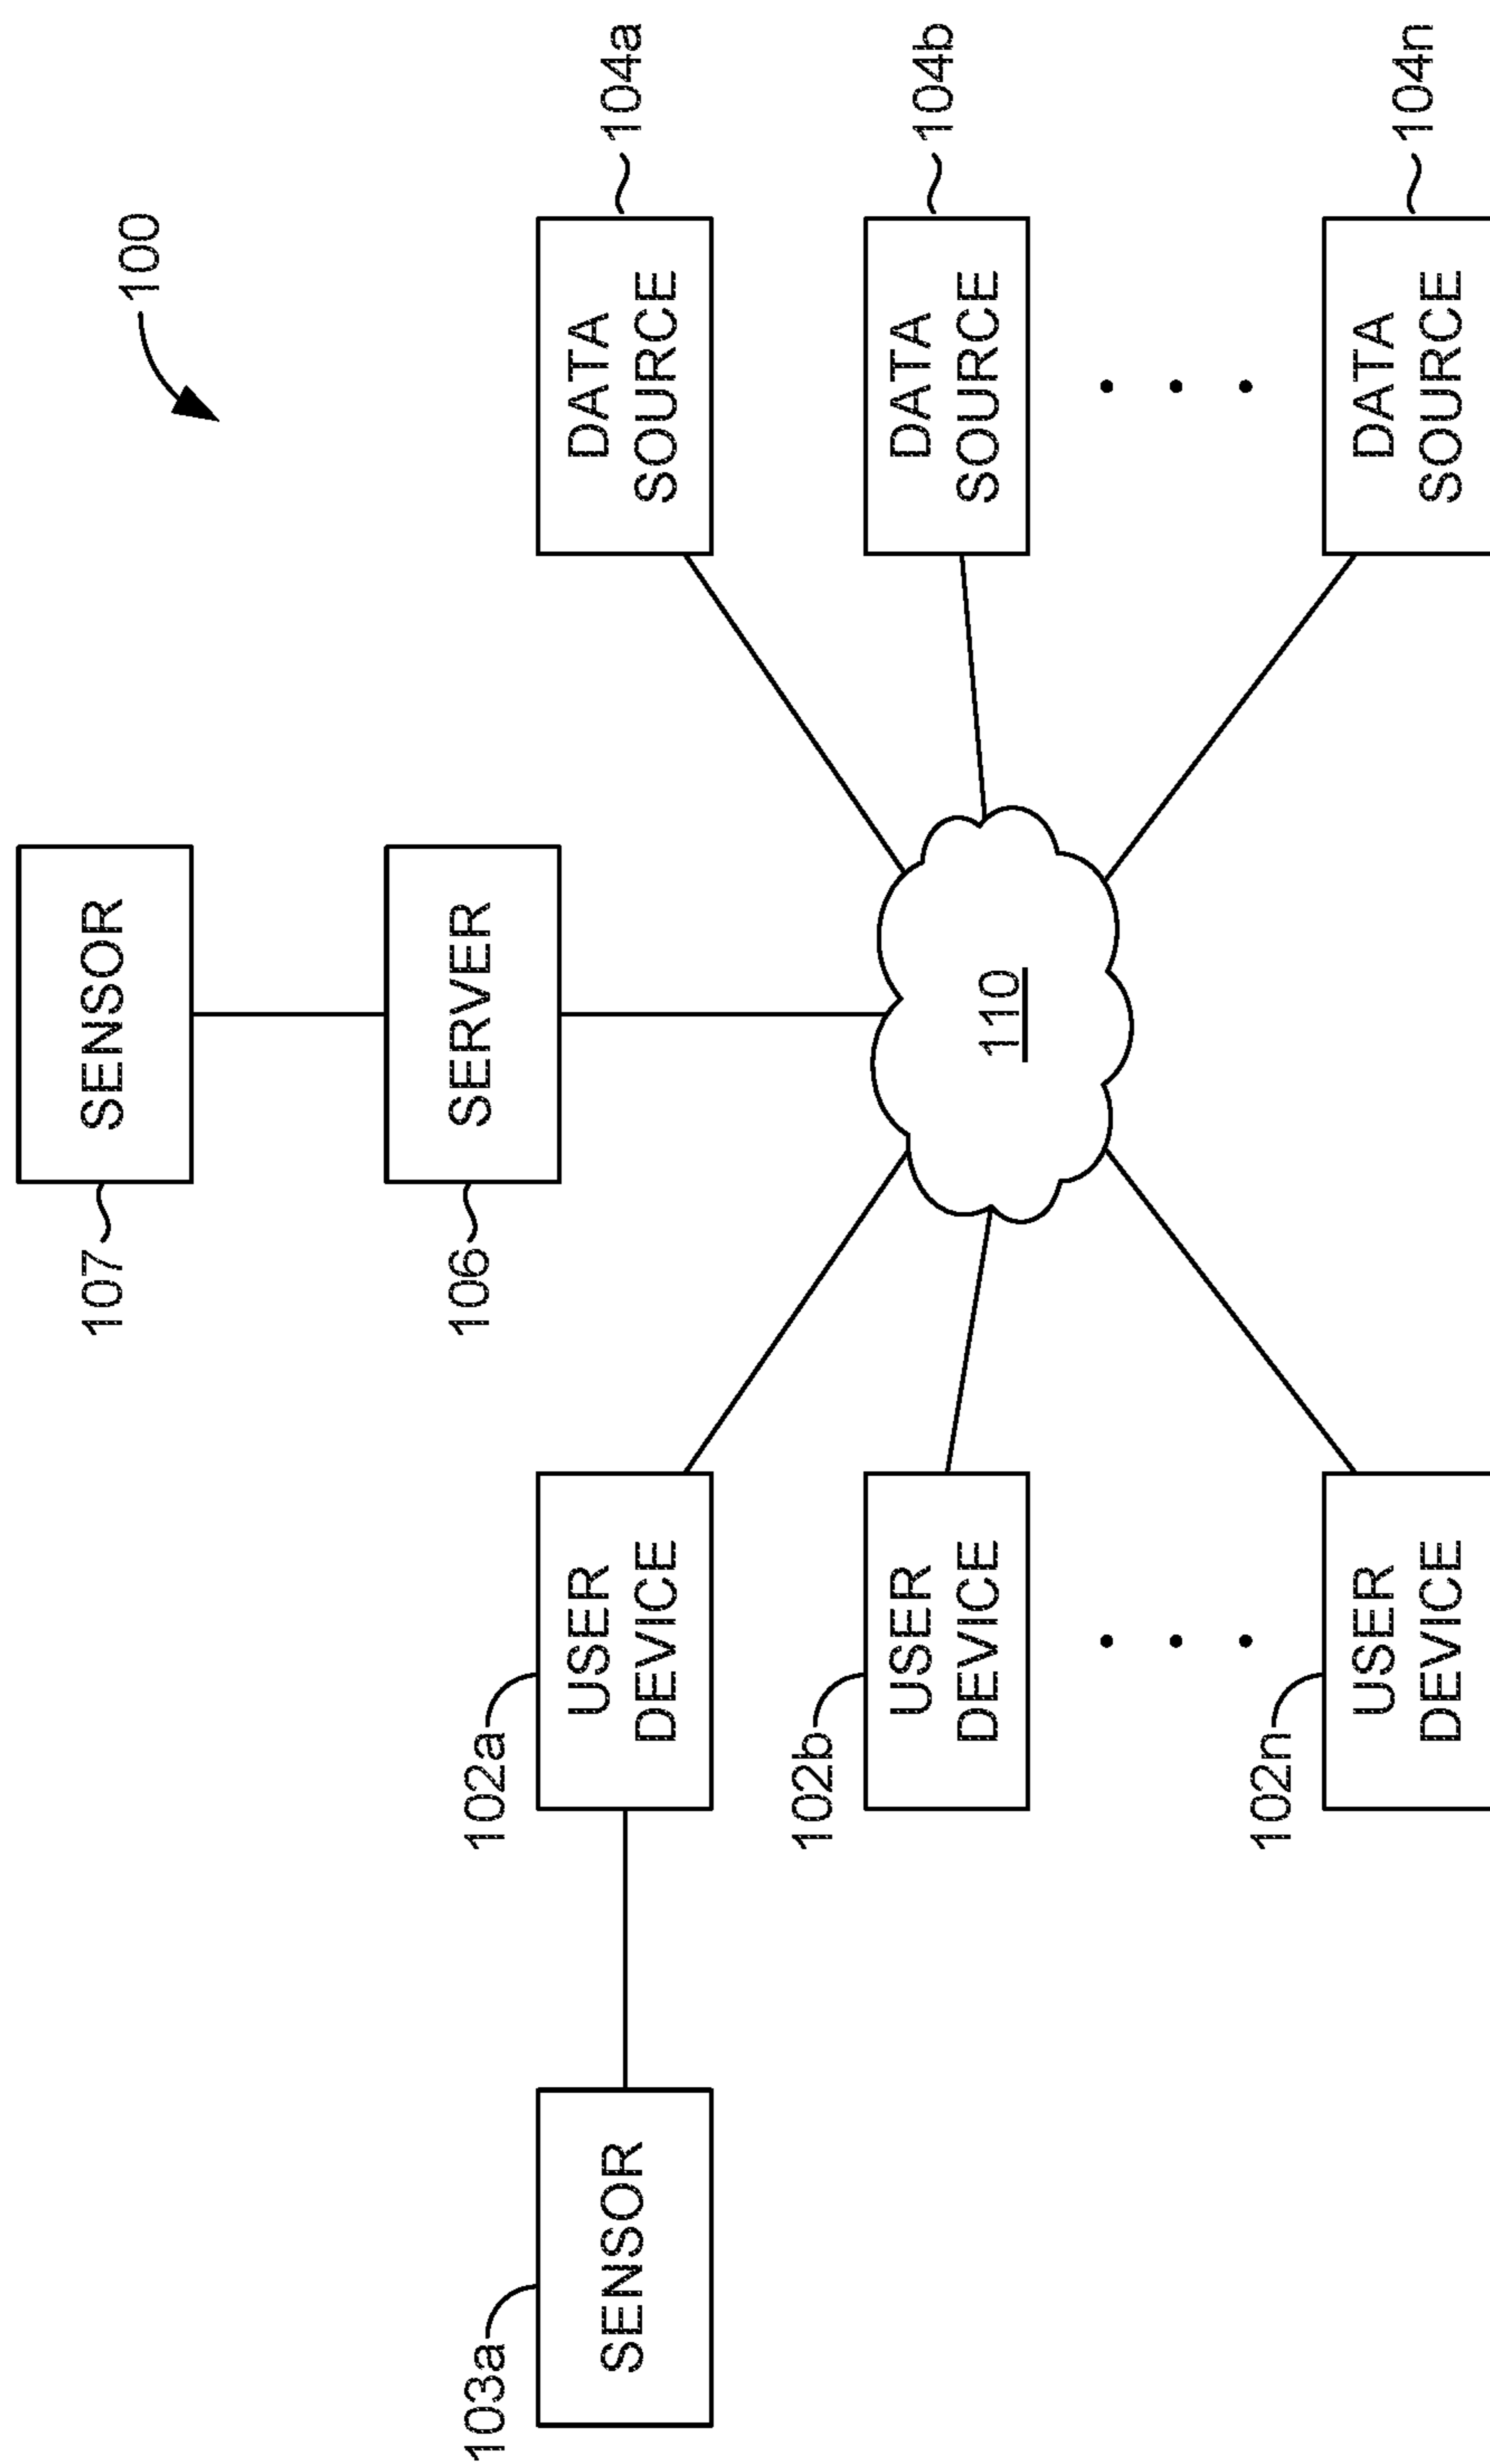 100
SENSOR
107
SERVER
106
103a
SENSOR
102a
USER
DEVICE
DATA
SOURCE
104a
102b
USER
DEVICE
110
DATA
SOURCE
104b
102n
USER
DEVICE
DATA
SOURCE
104n